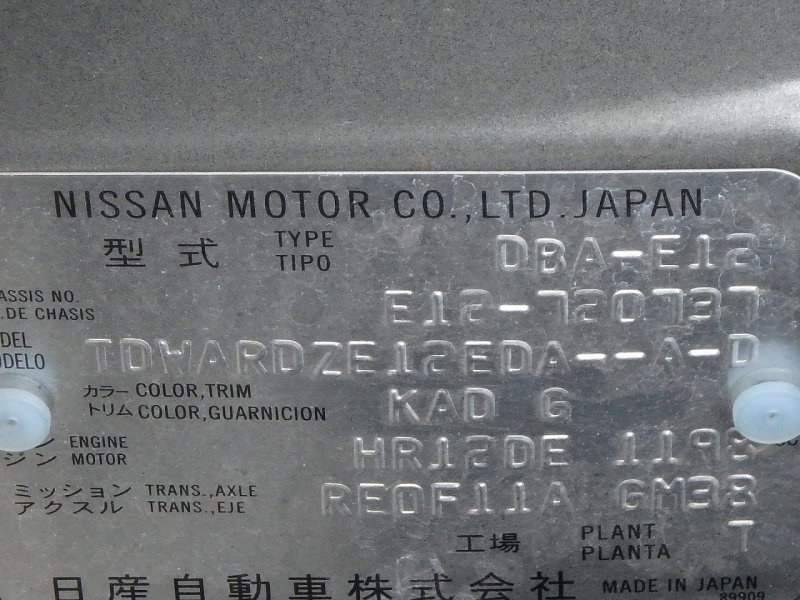 NISSAN MOTOR CO.,LTD.JAPAN
型式 TYPE TIPO DBA-E12
ASSIS NO. .DE CHASIS E12-720737
DEL ODELO TDWARDZE12EDA--A-D
カラー COLOR,TRIM
トリム COLOR,GUARNICION KAD G
ン ENGINE
ジン MOTOR HR12DE 1198
ミッション TRANS.,AXLE
アクスル TRANS.,EJE RE0F11A GM38
工場 PLANT PLANTA T
日産自動車株式会社 MADE IN JAPAN
89909